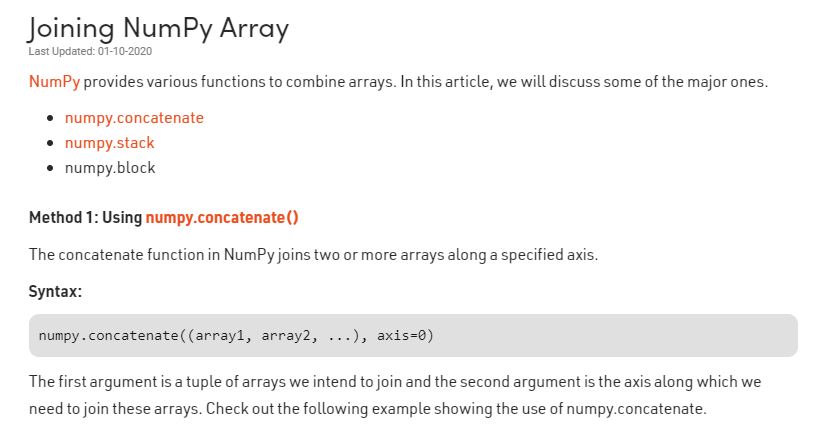 Joining NumPy Array
Last Updated: 01-10-2020
NumPy provides various functions to combine arrays. In this article, we will discuss some of the major ones.
• numpy.concatenate
• numpy.stack
• numpy.block
Method 1: Using numpy.concatenate()
The concatenate function in NumPy joins two or more arrays along a specified axis.
Syntax:
numpy.concatenate((array1, array2, ...), axis=0)
The first argument is a tuple of arrays we intend to join and the second argument is the axis along which we
need to join these arrays. Check out the following example showing the use of numpy.concatenate.